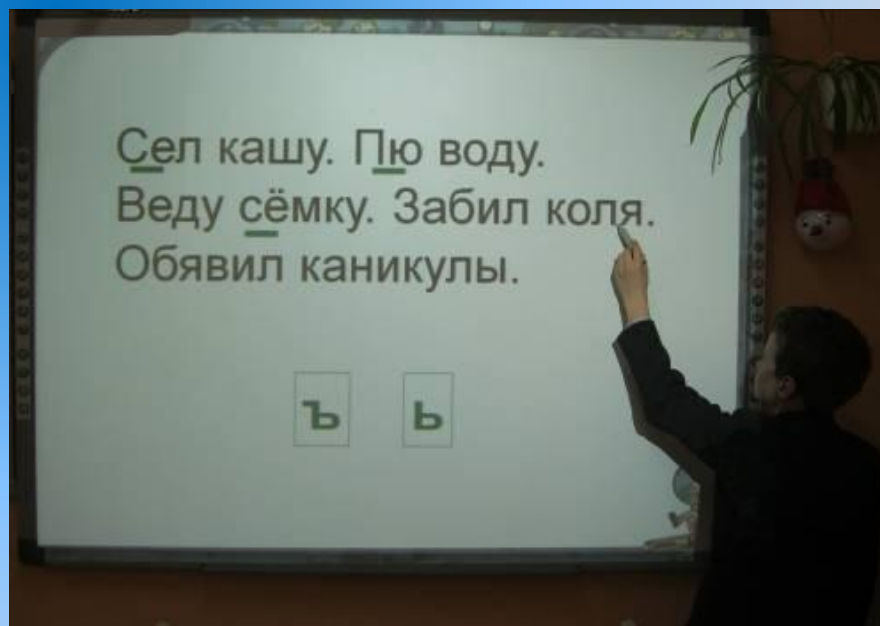 Сел кашу. Пю воду.
Веду сёмку. Забил коля.
Обявил каникулы.
ъ ь